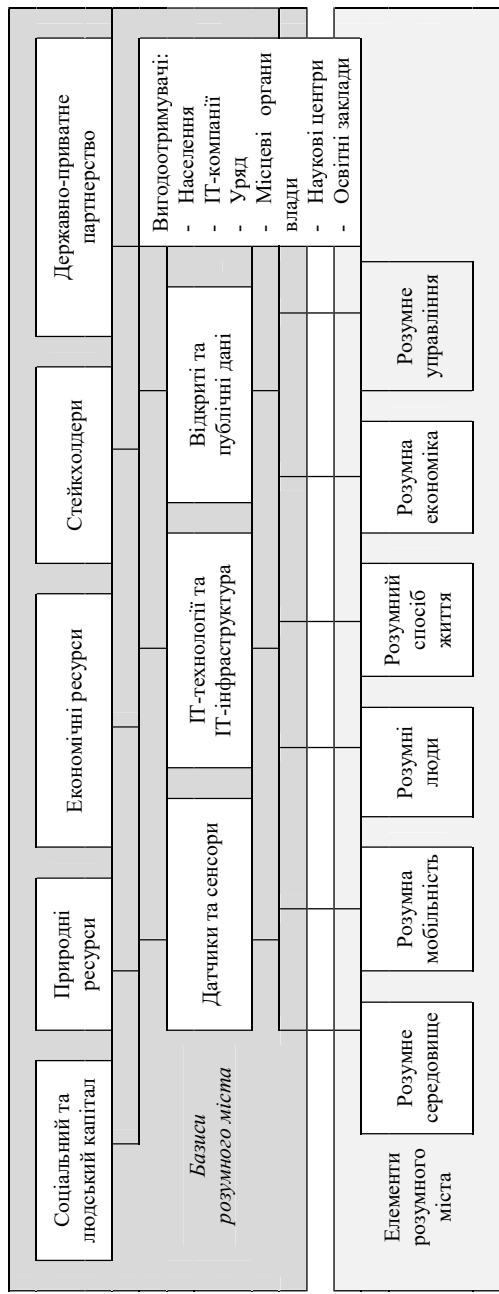 Соціальний та
людський капітал
Природні
ресурси
Економічні ресурси
Стейкхолдери
Державно-приватне
партнерство
Базиси
розумного міста
Датчики та сенсори
ІТ-технології та
ІТ-інфраструктура
Відкриті та
публічні дані
Вигодоотримувачі:
- Населення
- ІТ-компанії
- Уряд
- Місцеві органи
влади
- Наукові центри
- Освітні заклади
Елементи
розумного
міста
Розумне
середовище
Розумна
мобільність
Розумні
люди
Розумний
спосіб
життя
Розумна
економіка
Розумне
управління